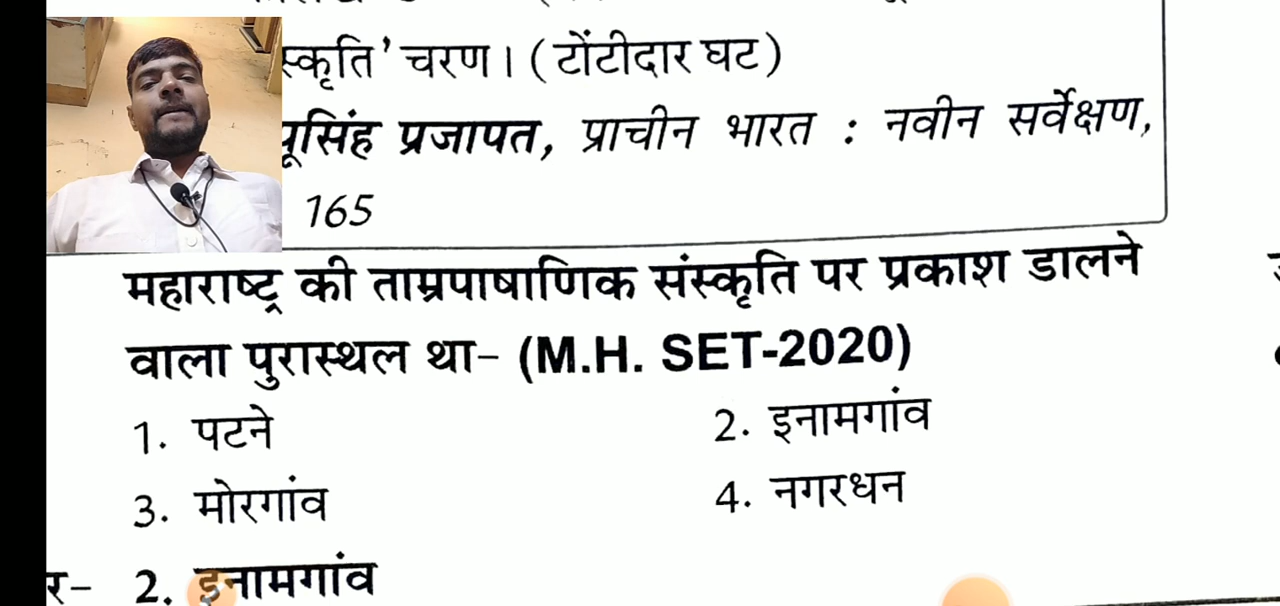 स्कृति' चरण। (टोंटीदार घट)
पूसिंह प्रजापत, प्राचीन भारत : नवीन सर्वेक्षण,
165
महाराष्ट्र की ताम्रपाषाणिक संस्कृति पर प्रकाश डालने
वाला पुरास्थल था- (M.H. SET-2020)
1. पटने
2. इनामगांव
3. मोरगांव
4. नगरधन
र- 2. इनामगांव